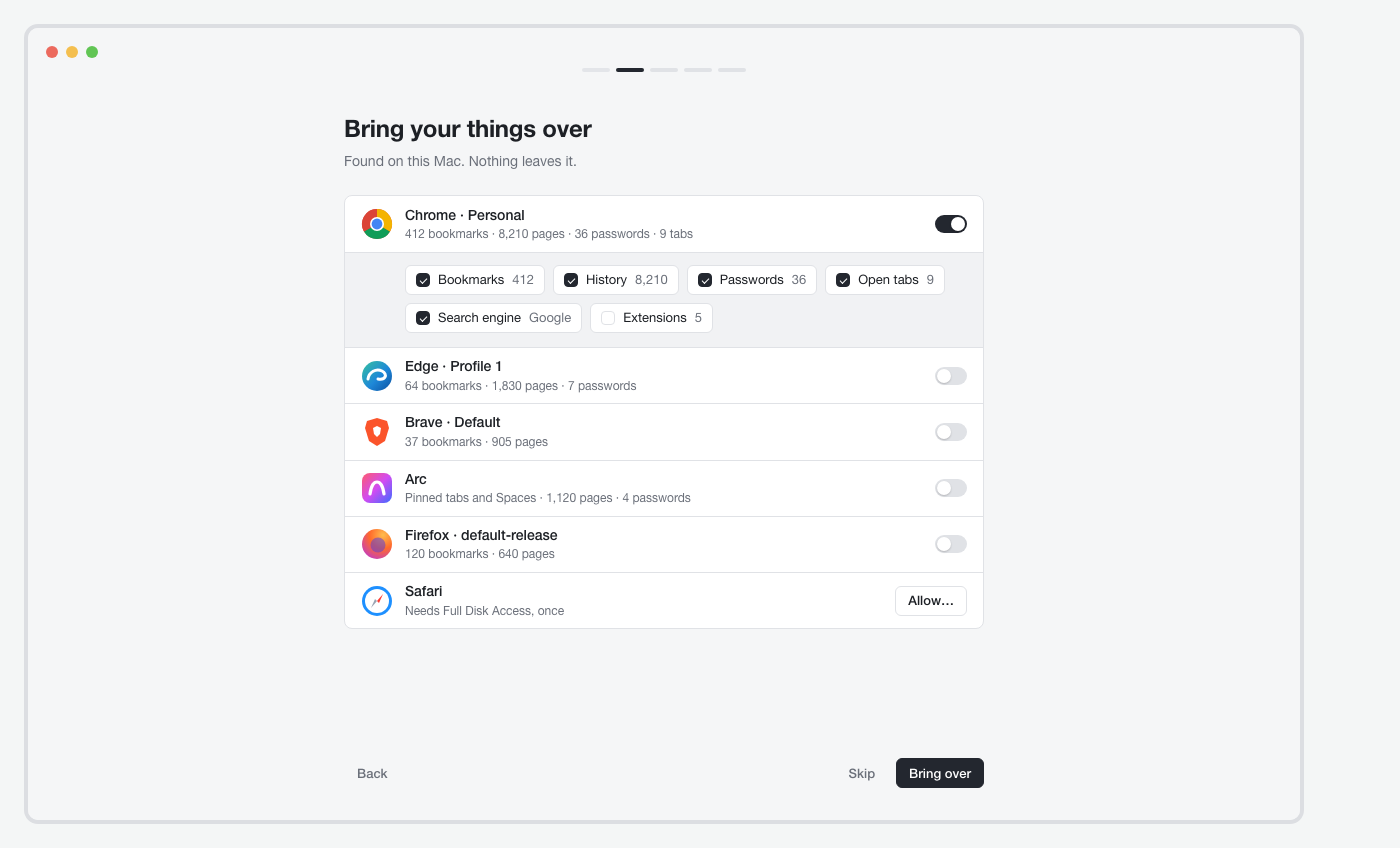 Bring your things over
Found on this Mac. Nothing leaves it.
Chrome · Personal
412 bookmarks · 8,210 pages · 36 passwords · 9 tabs
Bookmarks 412 History 8,210 Passwords 36 Open tabs 9
Search engine Google Extensions 5
Edge · Profile 1
64 bookmarks · 1,830 pages · 7 passwords
Brave · Default
37 bookmarks · 905 pages
Arc
Pinned tabs and Spaces · 1,120 pages · 4 passwords
Firefox · default-release
120 bookmarks · 640 pages
Safari
Needs Full Disk Access, once
Allow…
Back Skip Bring over